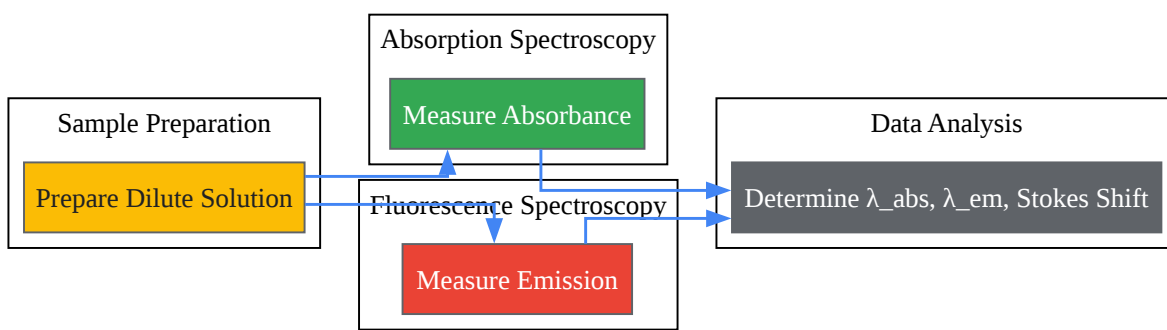 Absorption Spectroscopy
Measure Absorbance
Sample Preparation
Prepare Dilute Solution
Fluorescence Spectroscopy
Measure Emission
Data Analysis
Determine λ_abs, λ_em, Stokes Shift